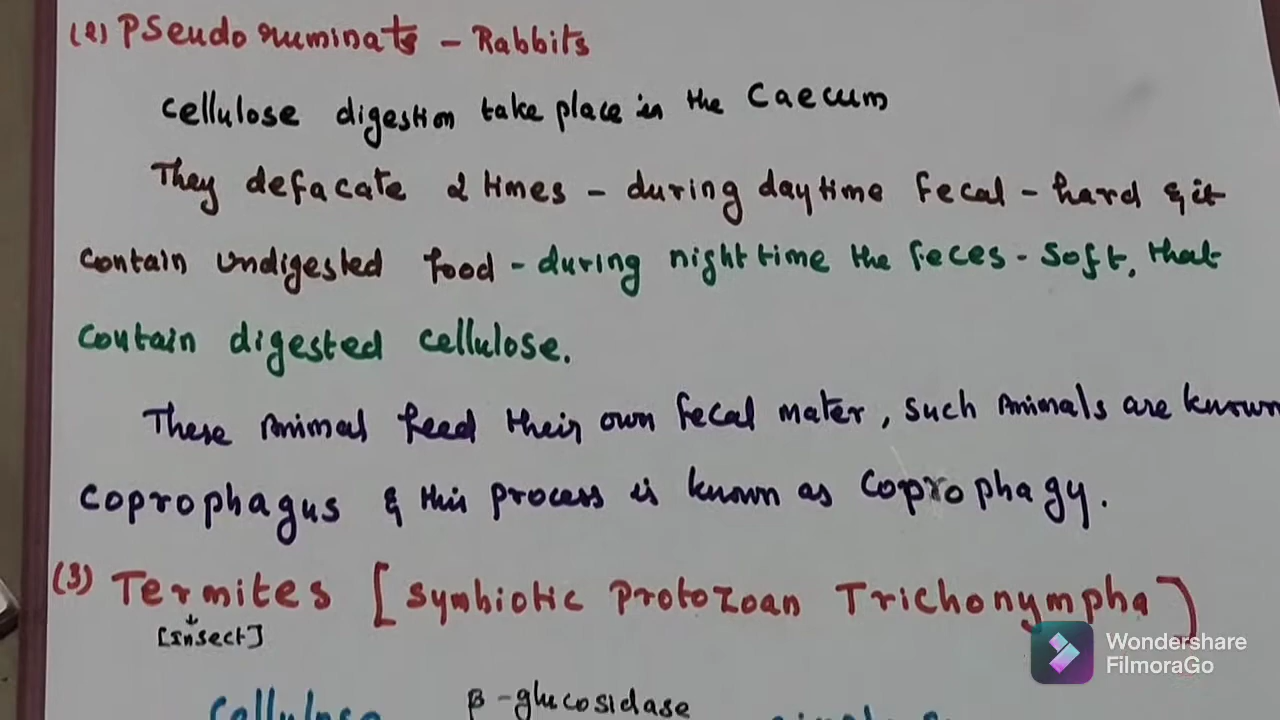 (2) Pseudo ruminats - Rabbits
Cellulose digestion take place in the Caecum
They defacate 2 times - during daytime Fecal - hard & it
contain undigested food - during night time the feces - soft, that
contain digested cellulose.
These animal feed their own fecal mater, such animals are known
coprophagus & this process is known as coprophagy.
(3) Termites [symbiotic protozoan Trichonympha]
[insect]
Wondershare
FilmoraGo
β-glucosidase
cellulose